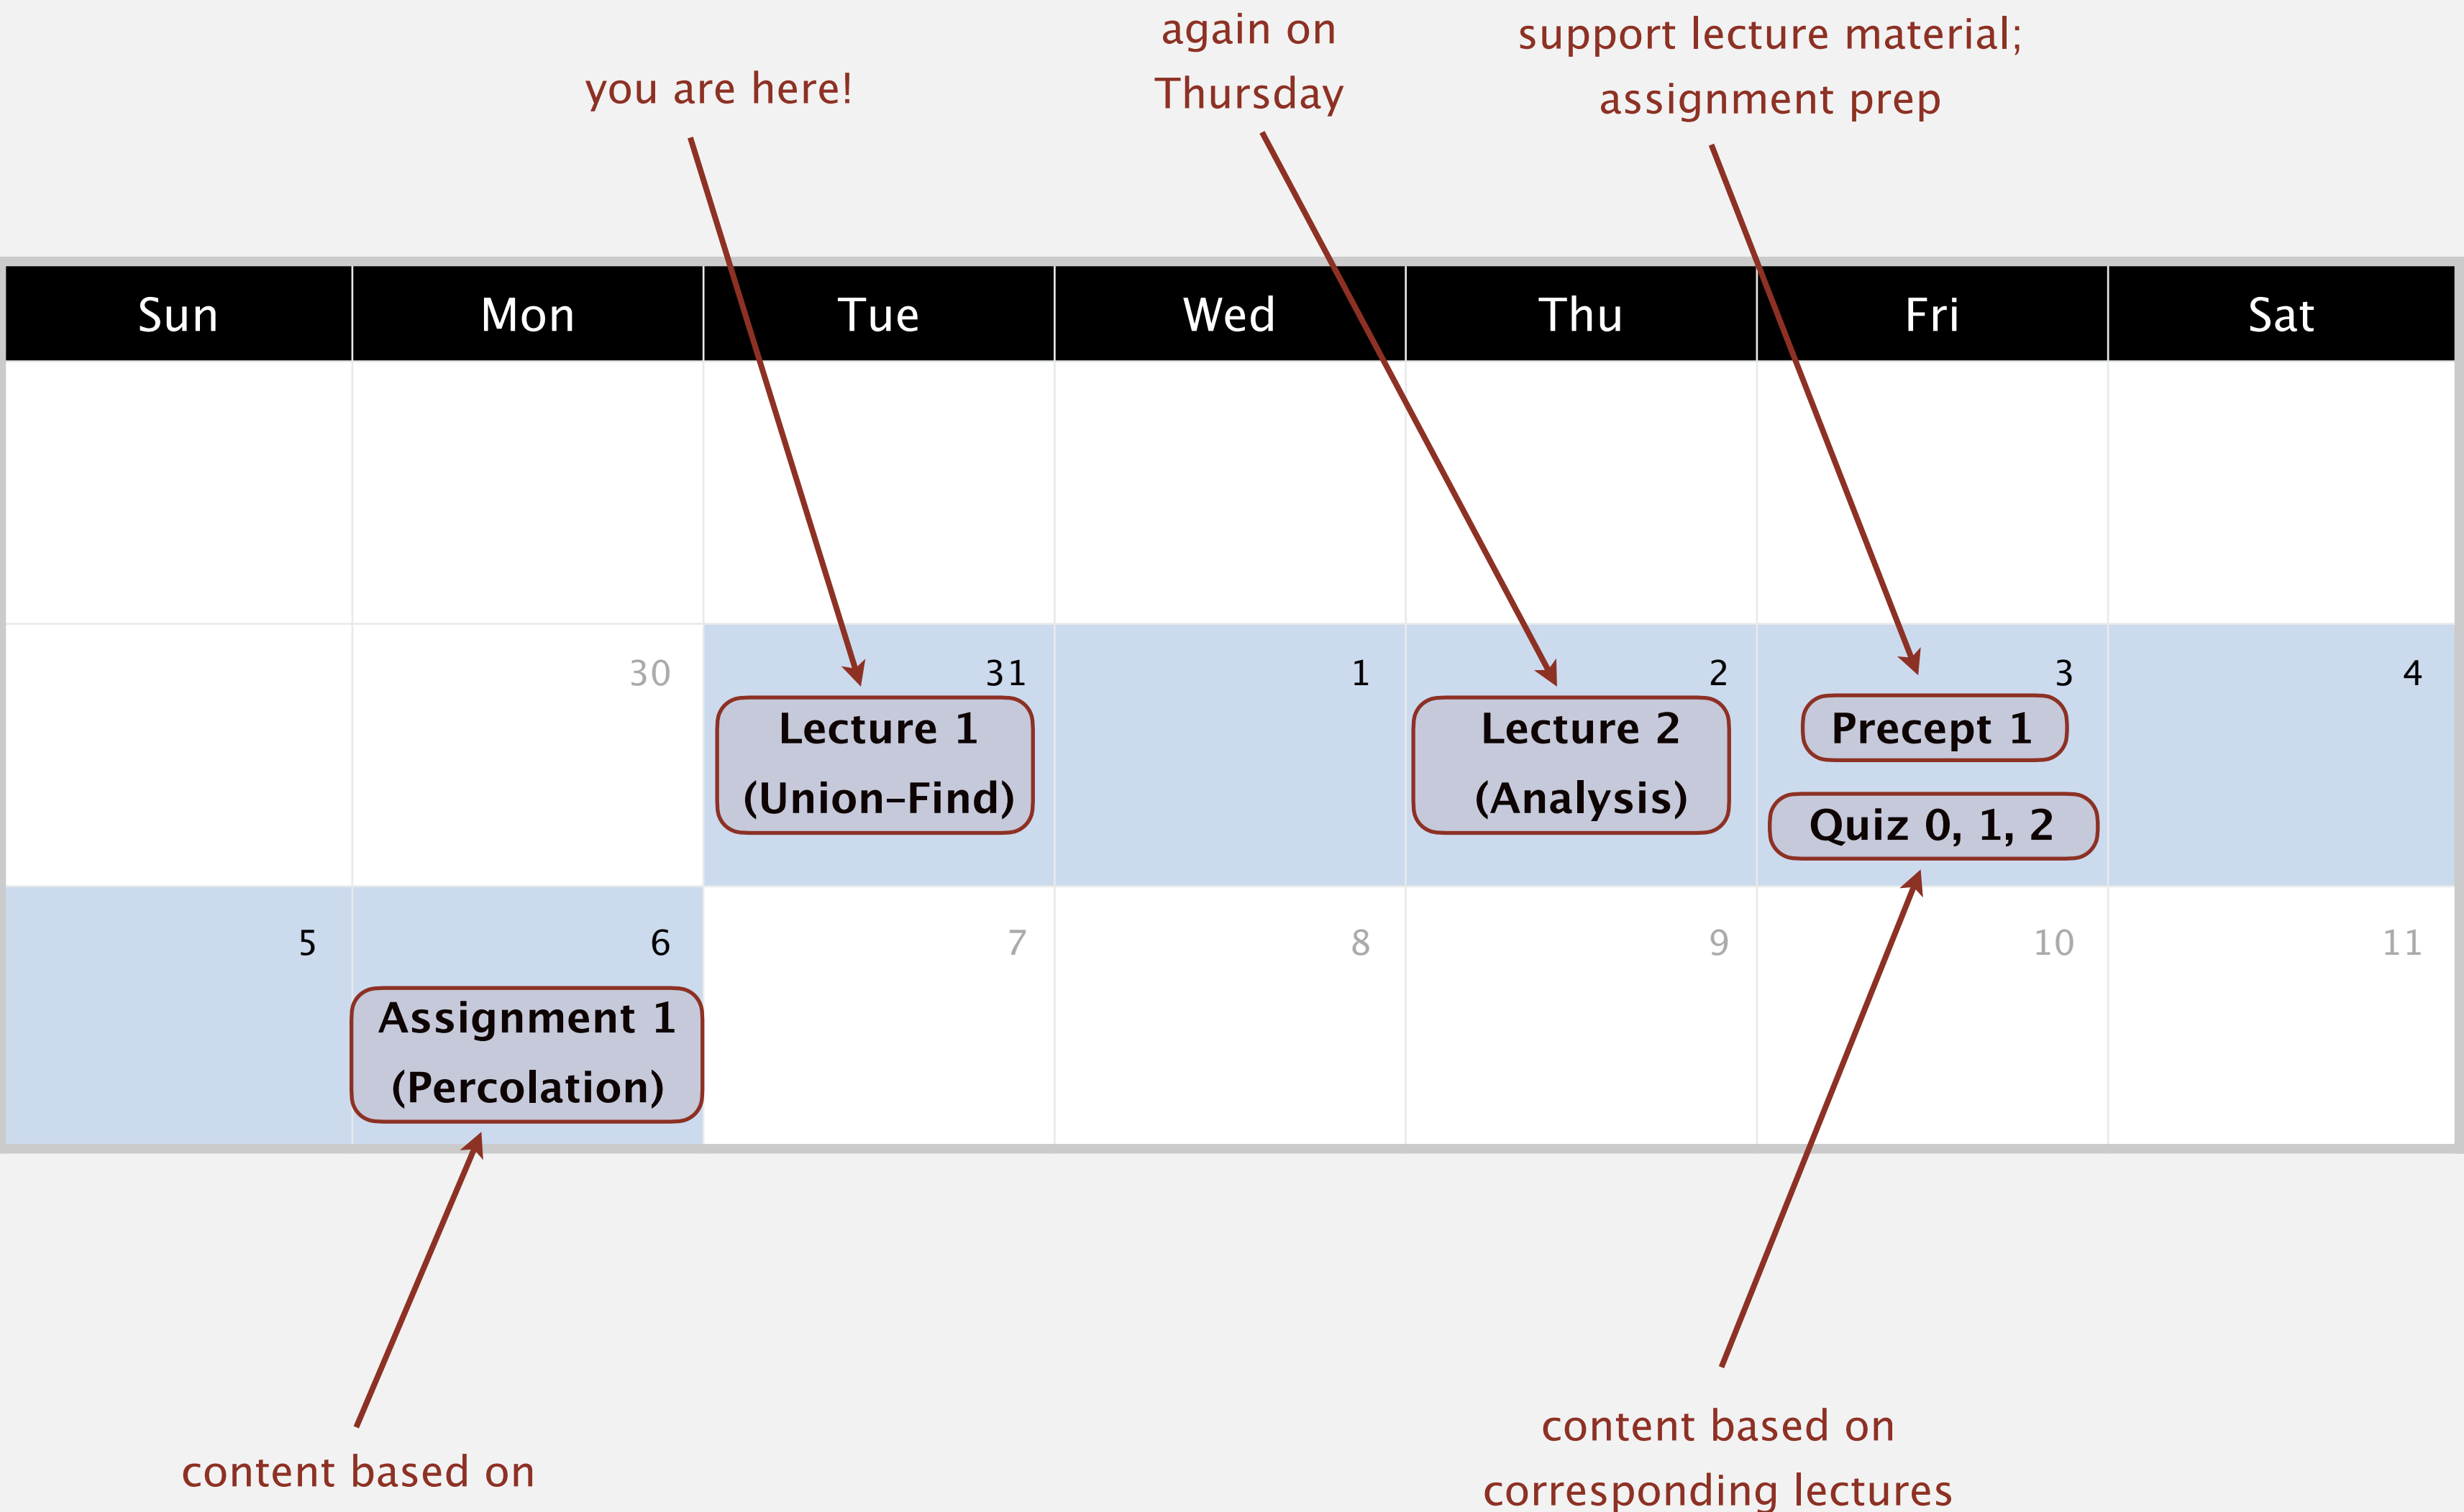 you are here!
again on
Thursday
support lecture material;
assignment prep
Sun Mon Tue Wed Thu Fri Sat
30 31 1 2 3 4
Lecture 1
(Union–Find)
Lecture 2
(Analysis)
Precept 1
Quiz 0, 1, 2
5 6 7 8 9 10 11
Assignment 1
(Percolation)
content based on
content based on
corresponding lectures